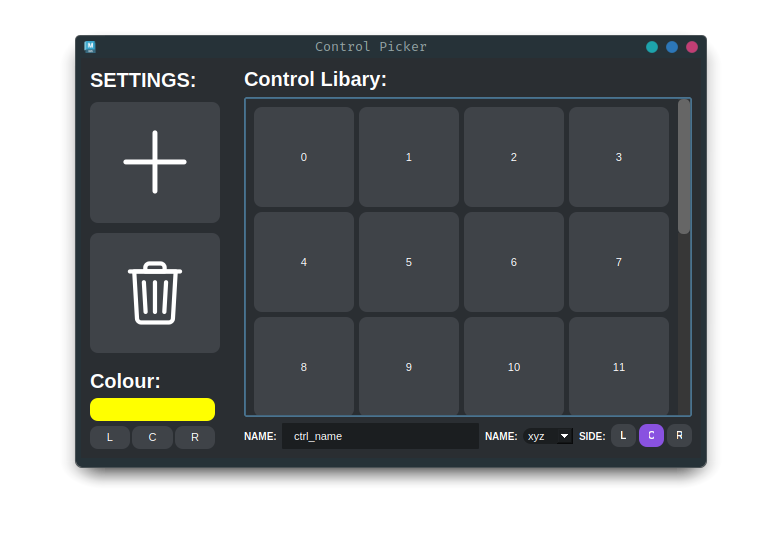 M
Control Picker
SETTINGS:
Control Libary:
0 1 2 3
4 5 6 7
8 9 10 11
Colour:
L C R
NAME: ctrl_name NAME: xyz SIDE: L C R